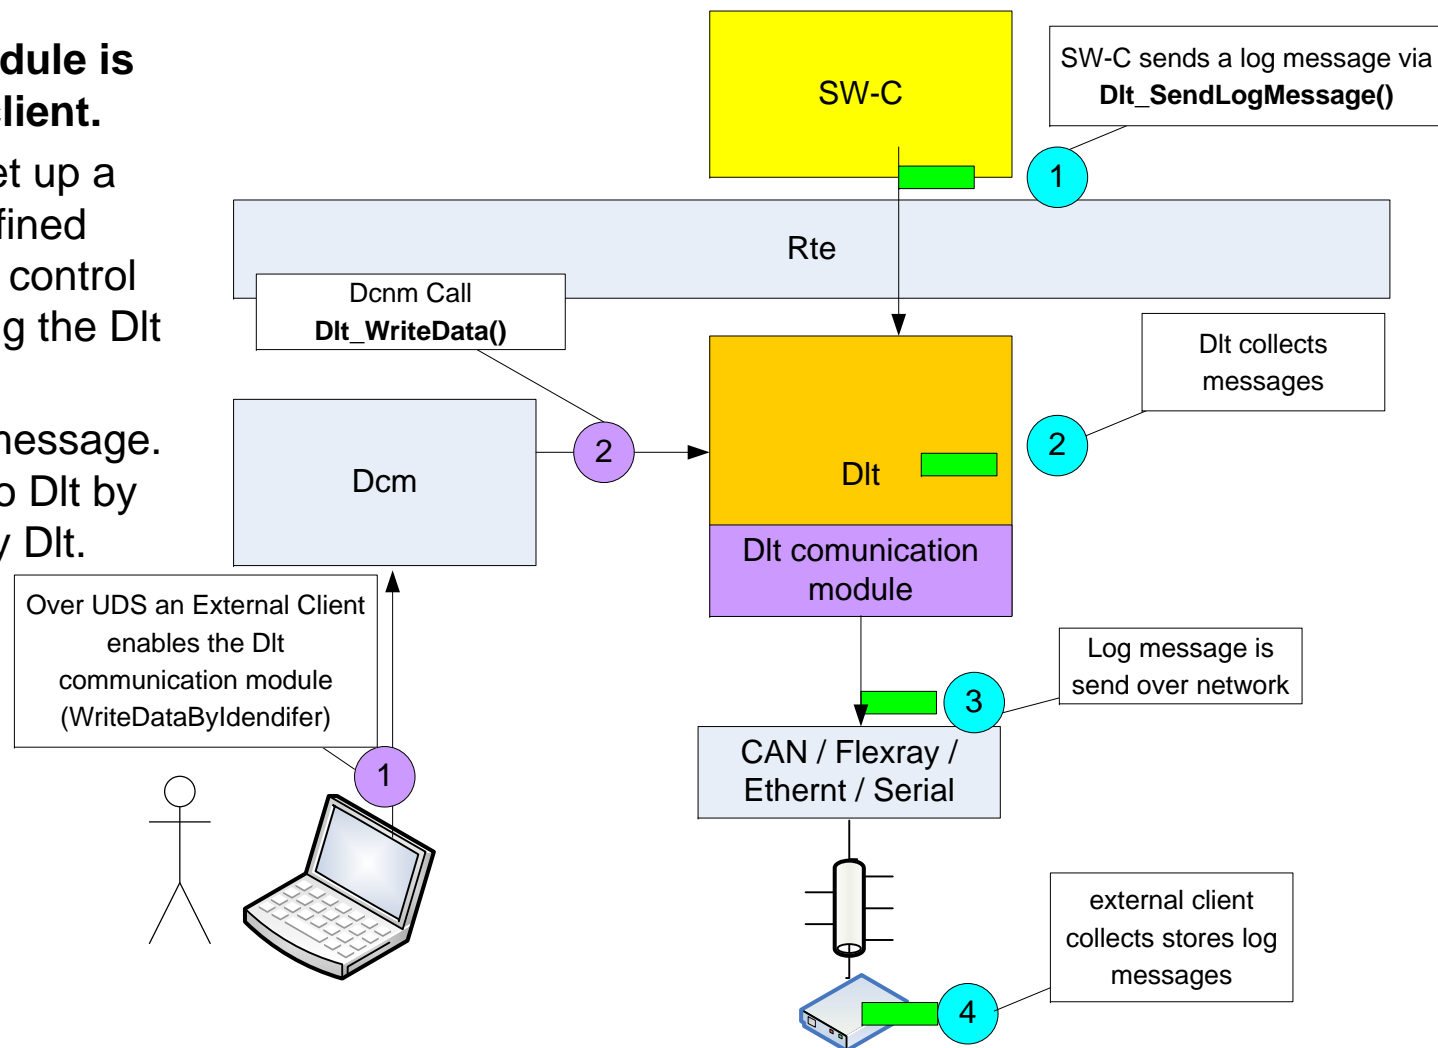 dule is
lient.
et up a
fined
control
g the Dlt
nessage.
o Dlt by
y Dlt.
SW-C
SW-C sends a log message via
Dlt_SendLogMessage()
1
Rte
Dcnm Call
Dlt_WriteData()
Dlt collects
messages
2
2
Dcm
Dlt
Dlt comunication
module
Over UDS an External Client
enables the Dlt
communication module
(WriteDataByIdendifer)
1
Log message is
send over network
3
CAN / Flexray /
Ethernt / Serial
external client
collects stores log
messages
4